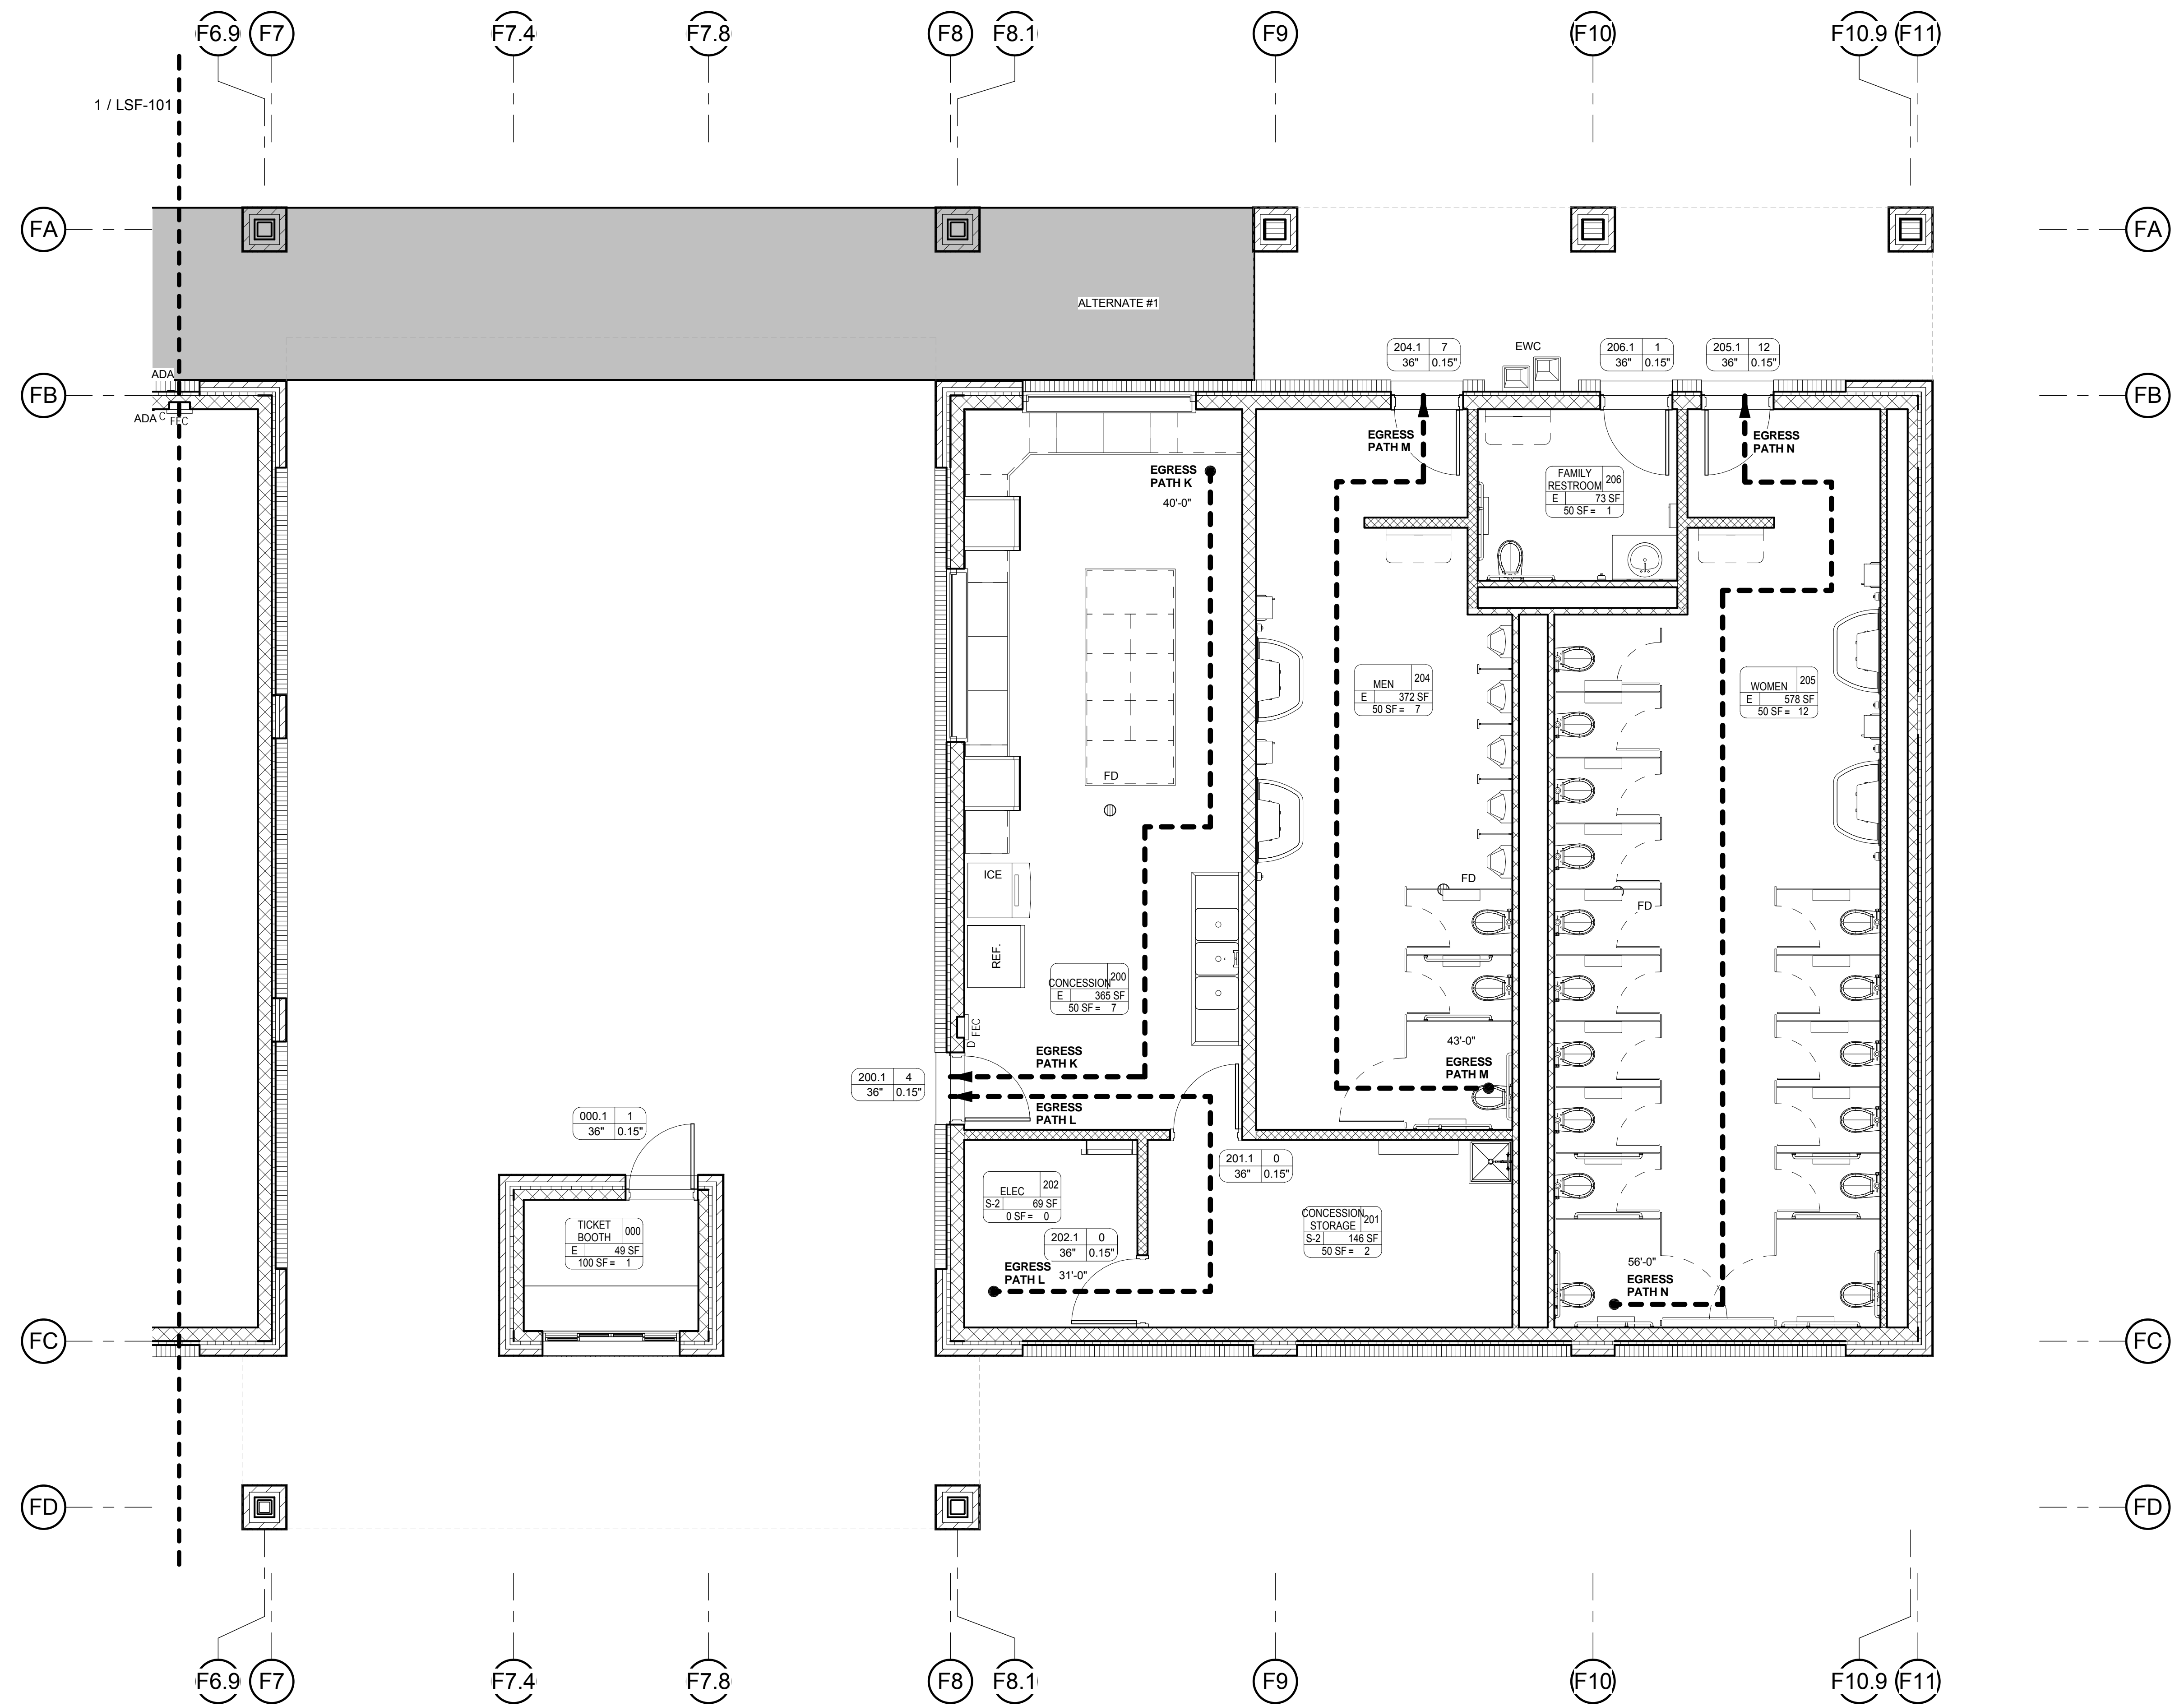 F6.9 F7 F7.4 F7.8 F8 F8.1 F9 F10 F10.9 F11
1 / LSF-101
FA FA
ALTERNATE #1
204.1 7
36" 0.15"
EWC
206.1 1
36" 0.15"
205.1 12
36" 0.15"
ADA
FB FB
ADA C
FEC
EGRESS
PATH M
EGRESS
PATH N
EGRESS
PATH K
40'-0"
FAMILY
RESTROOM 206
E 73 SF
50 SF = 1
MEN 204
E 372 SF
50 SF = 7
WOMEN 205
E 578 SF
50 SF = 12
FD
ICE
FD
FD
REF.
CONCESSION 200
E 365 SF
50 SF = 7
D FEC
EGRESS
PATH K
43'-0"
EGRESS
PATH M
200.1 4
36" 0.15"
EGRESS
PATH L
000.1 1
36" 0.15"
201.1 0
36" 0.15"
ELEC 202
S-2 69 SF
0 SF = 0
TICKET
BOOTH 000
E 49 SF
100 SF = 1
CONCESSION
STORAGE 201
S-2 146 SF
50 SF = 2
202.1 0
36" 0.15"
EGRESS
PATH L
31'-0"
56'-0"
EGRESS
PATH N
FC FC
FD FD
F6.9 F7 F7.4 F7.8 F8 F8.1 F9 F10 F10.9 F11